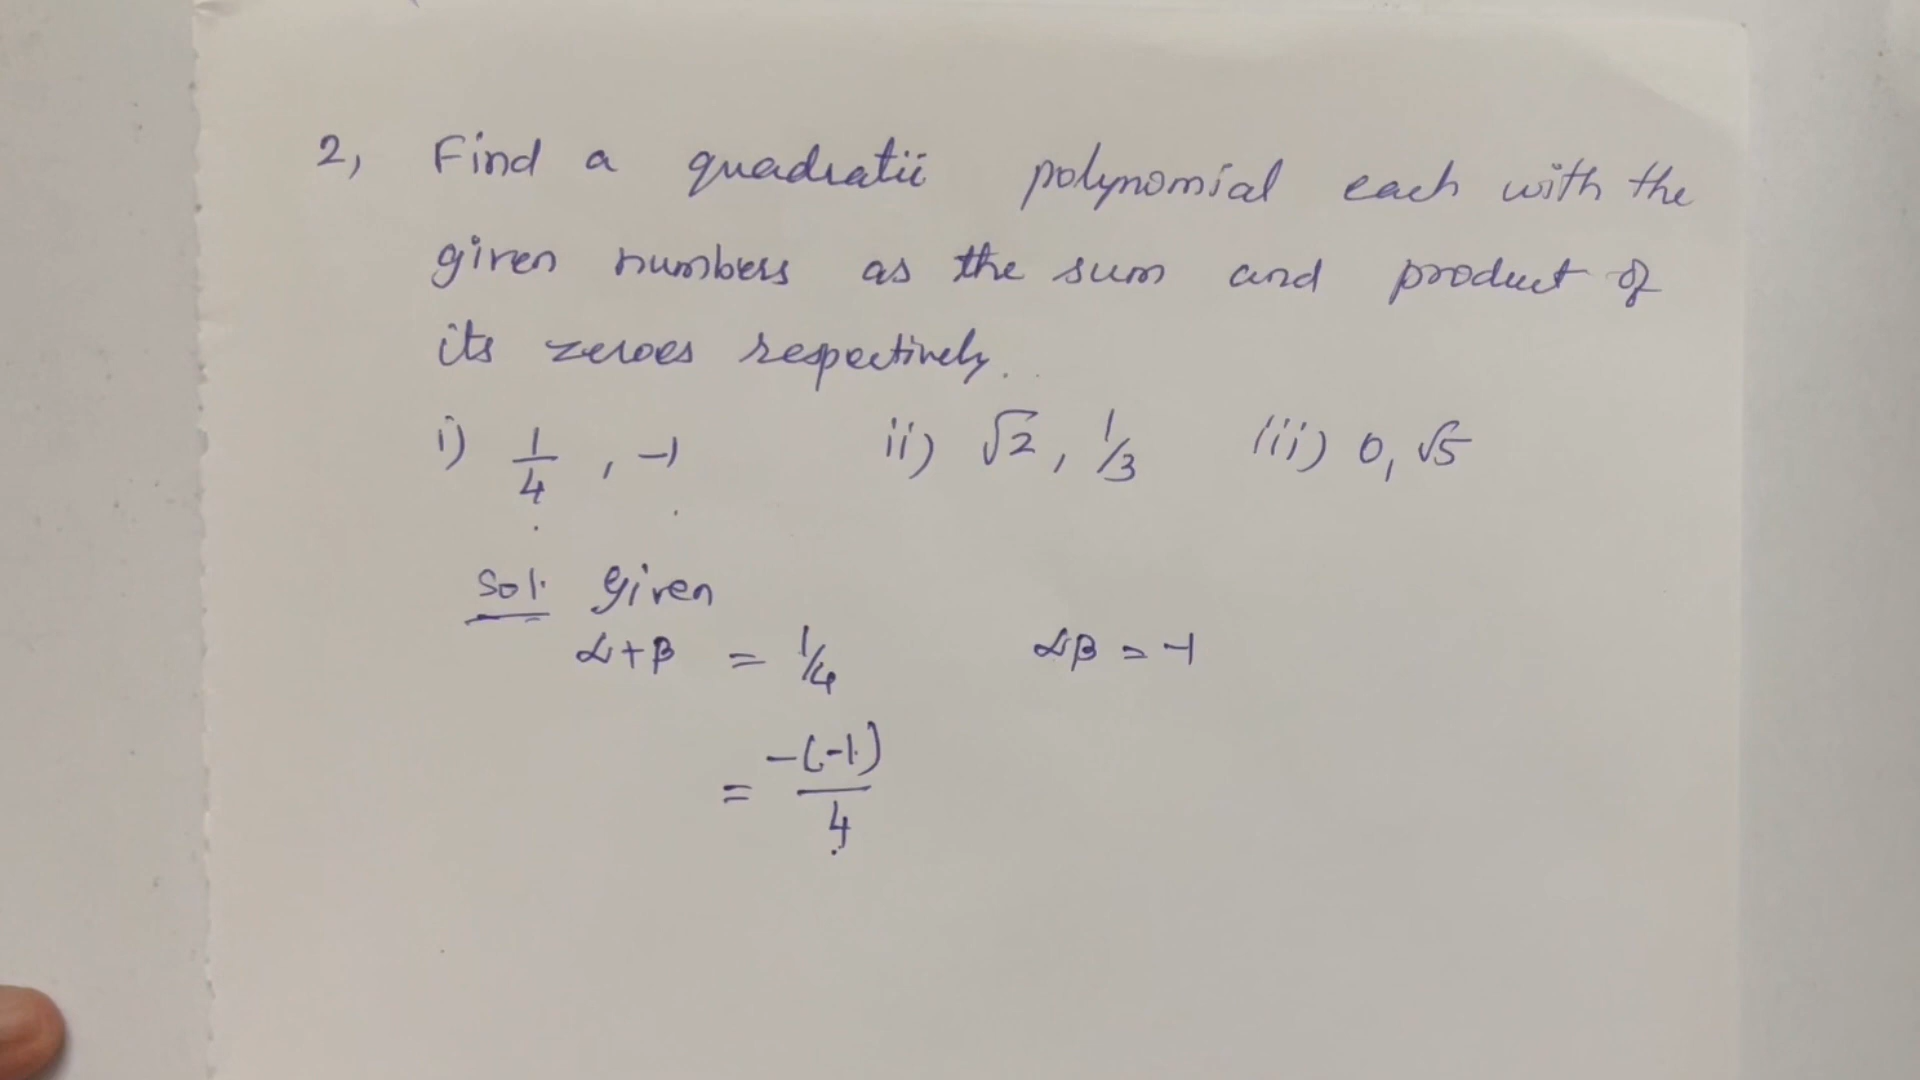 2, Find a quadratic polynomial each with the
given numbers as the sum and product of
its zeroes respectively.
i) 1/4 , -1 ii) √2, 1/3 iii) 0, √5
Sol. Given
α+β = 1/4 αβ = -1
= -(-1)/4